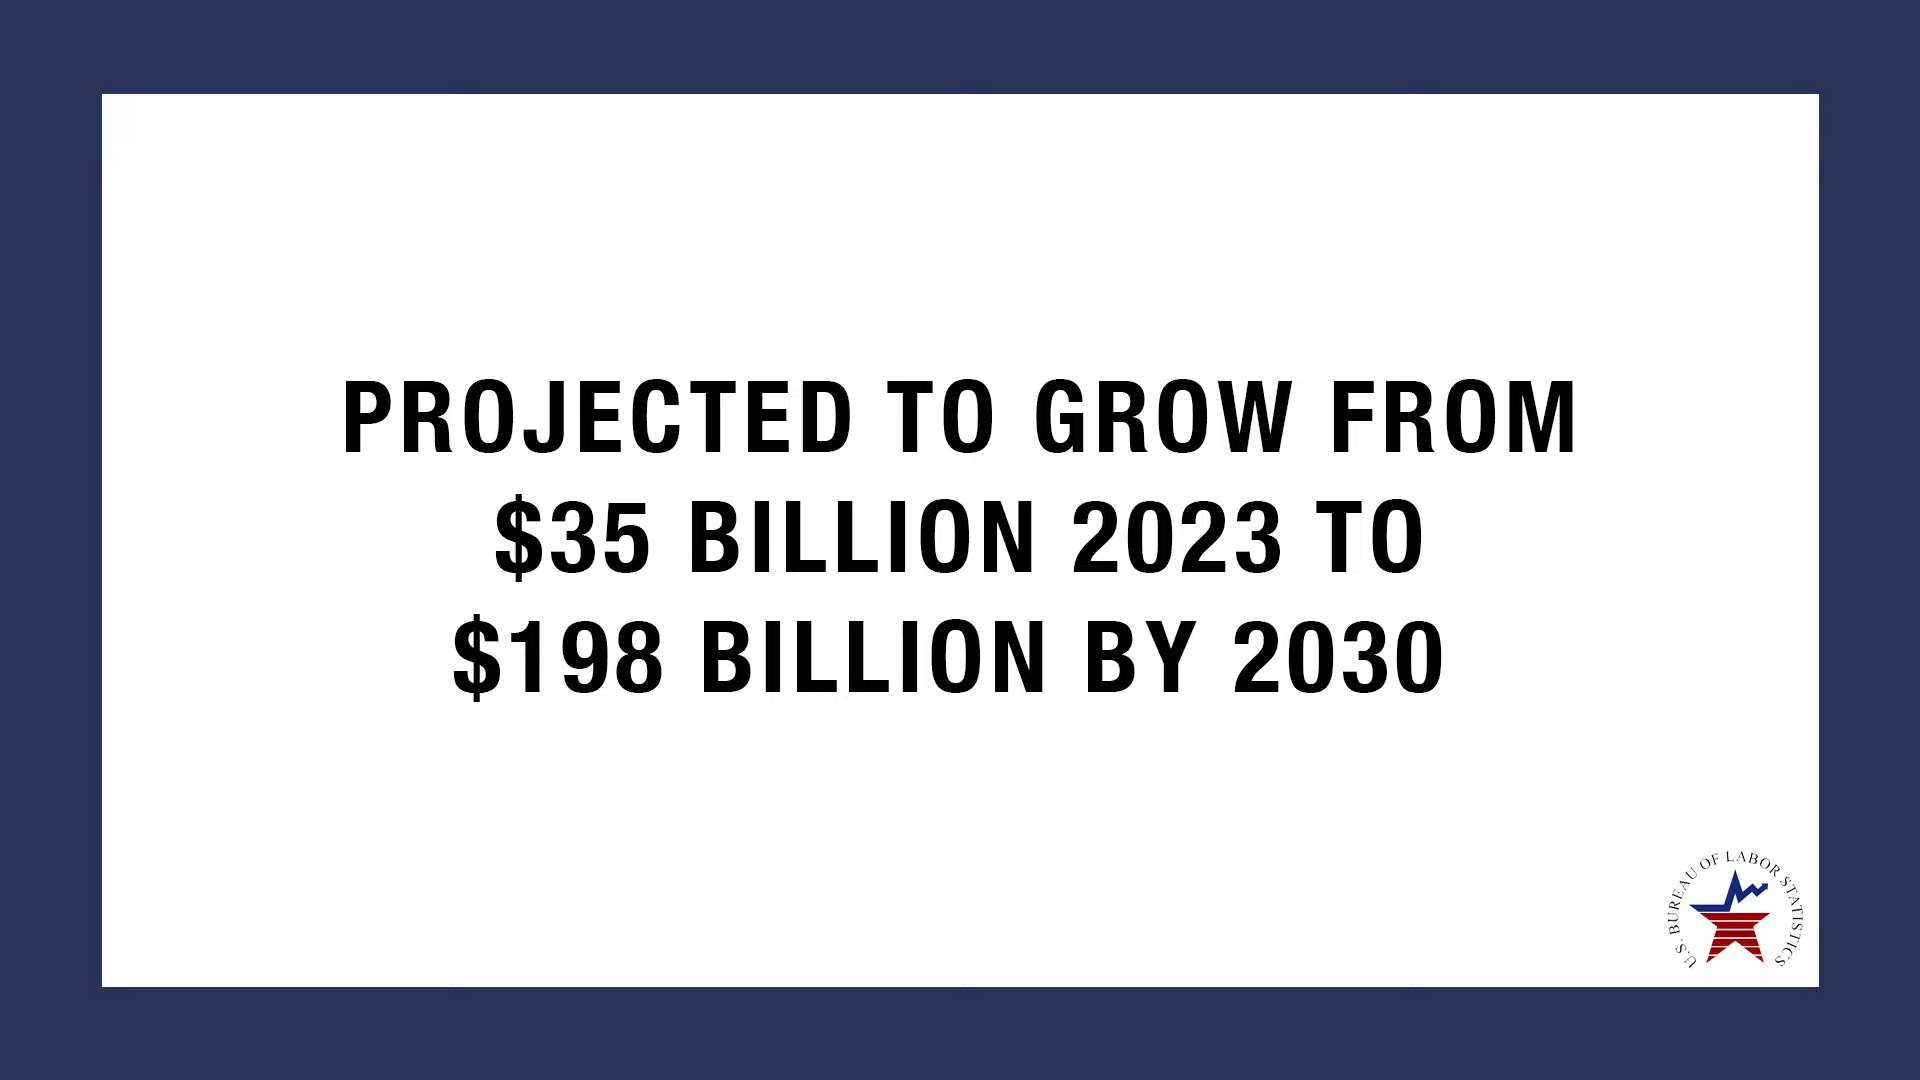 PROJECTED TO GROW FROM
$35 BILLION 2023 TO
$198 BILLION BY 2030
U.S. BUREAU OF LABOR STATISTICS